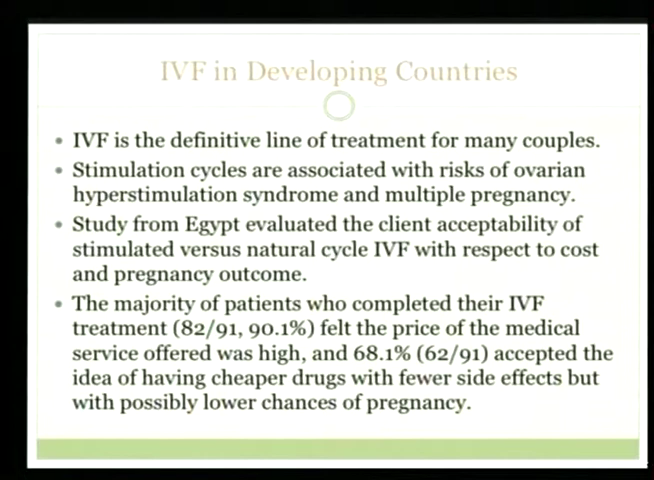 IVF in Developing Countries
• IVF is the definitive line of treatment for many couples.
• Stimulation cycles are associated with risks of ovarian
hyperstimulation syndrome and multiple pregnancy.
• Study from Egypt evaluated the client acceptability of
stimulated versus natural cycle IVF with respect to cost
and pregnancy outcome.
• The majority of patients who completed their IVF
treatment (82/91, 90.1%) felt the price of the medical
service offered was high, and 68.1% (62/91) accepted the
idea of having cheaper drugs with fewer side effects but
with possibly lower chances of pregnancy.